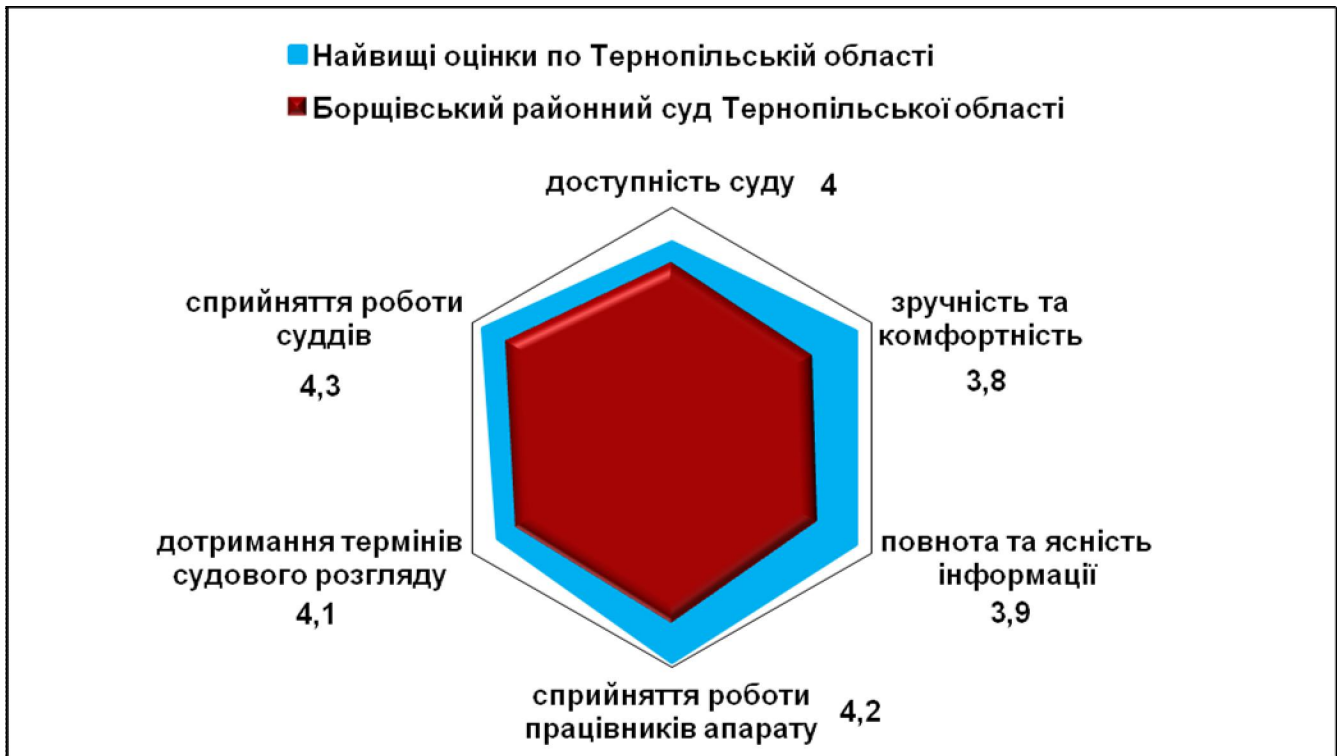 Найвищі оцінки по Тернопільській області
Борщівський районний суд Тернопільської області
доступність суду 4
сприйняття роботи
суддів
4,3
зручність та
комфортність
3,8
дотримання термінів
судового розгляду
4,1
повнота та ясність
інформації
3,9
сприйняття роботи
працівників апарату 4,2